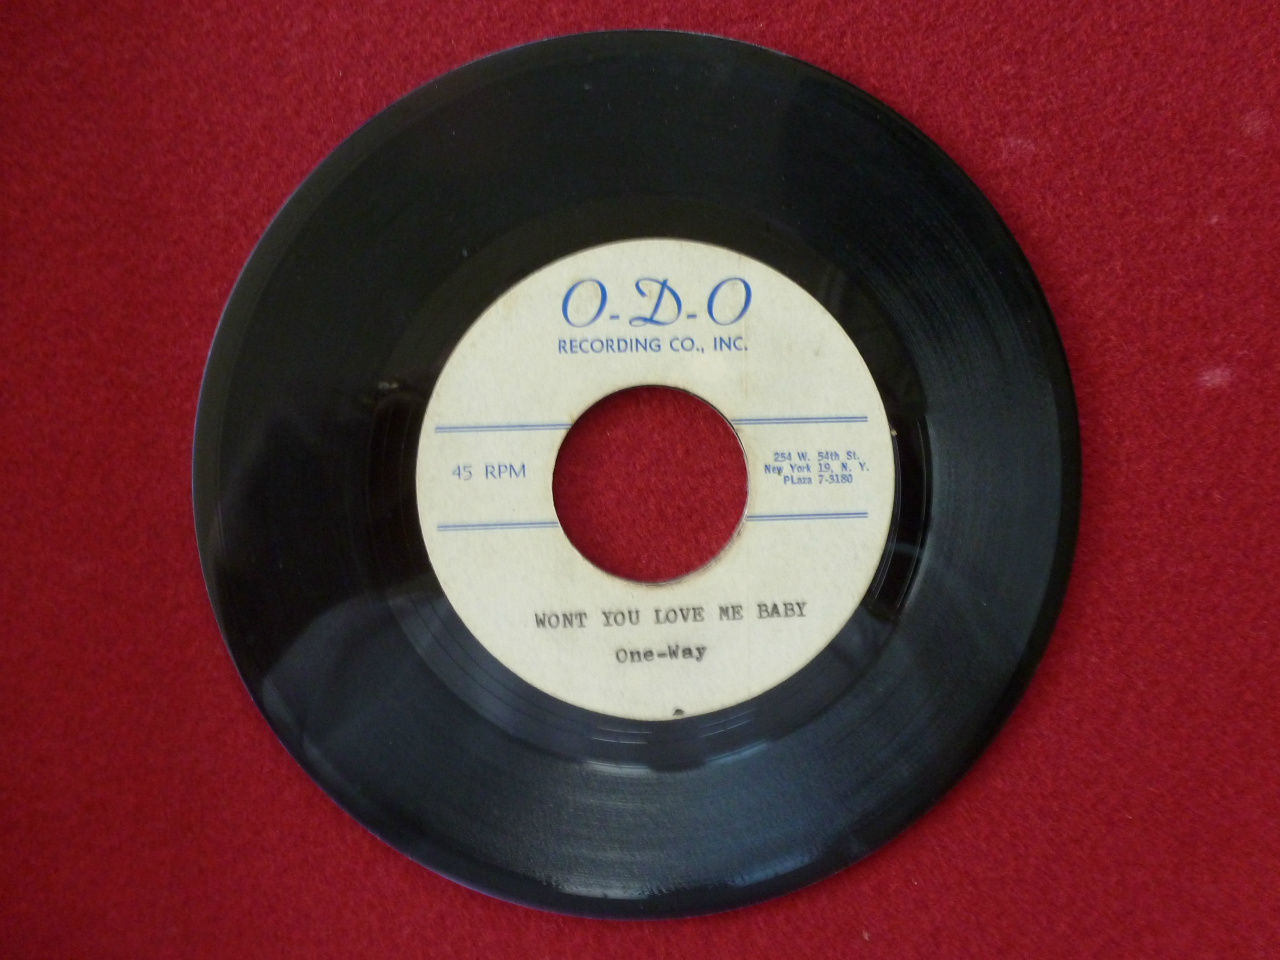 O-D-O
RECORDING CO., INC.
45 RPM
254 W. 54th St.
New York 19, N. Y.
PLaza 7-3180
WONT YOU LOVE ME BABY
One-Way